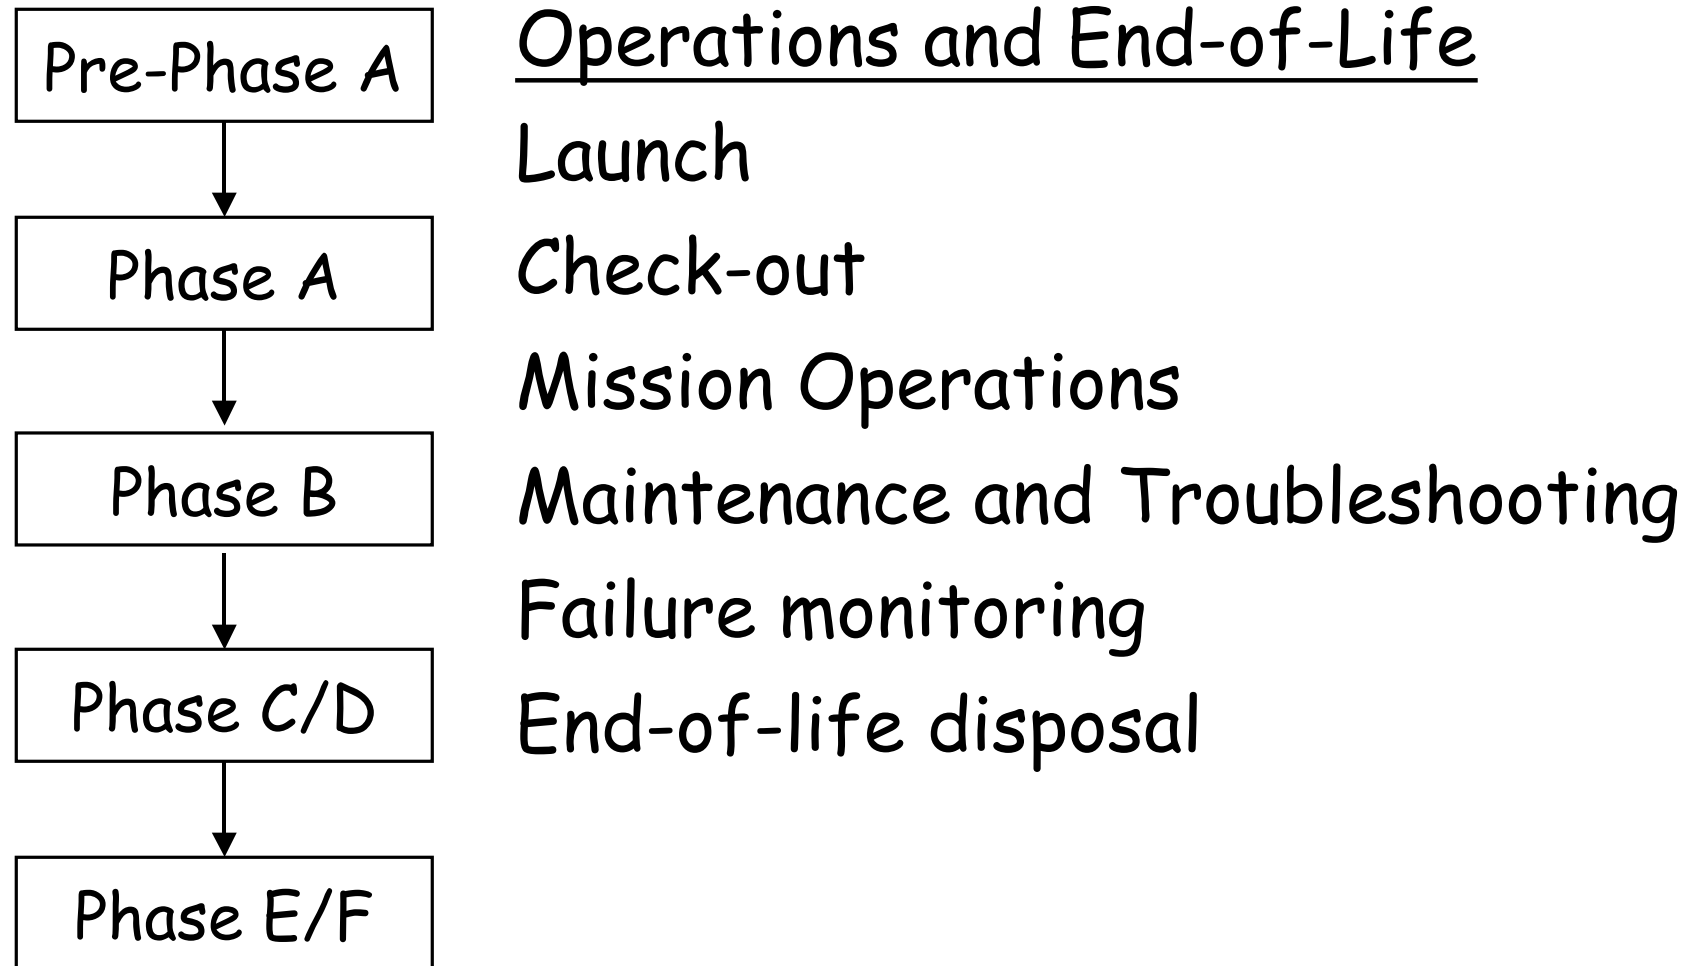 Pre-Phase A
Phase A
Phase B
Phase C/D
Phase E/F
Operations and End-of-Life
Launch
Check-out
Mission Operations
Maintenance and Troubleshooting
Failure monitoring
End-of-life disposal